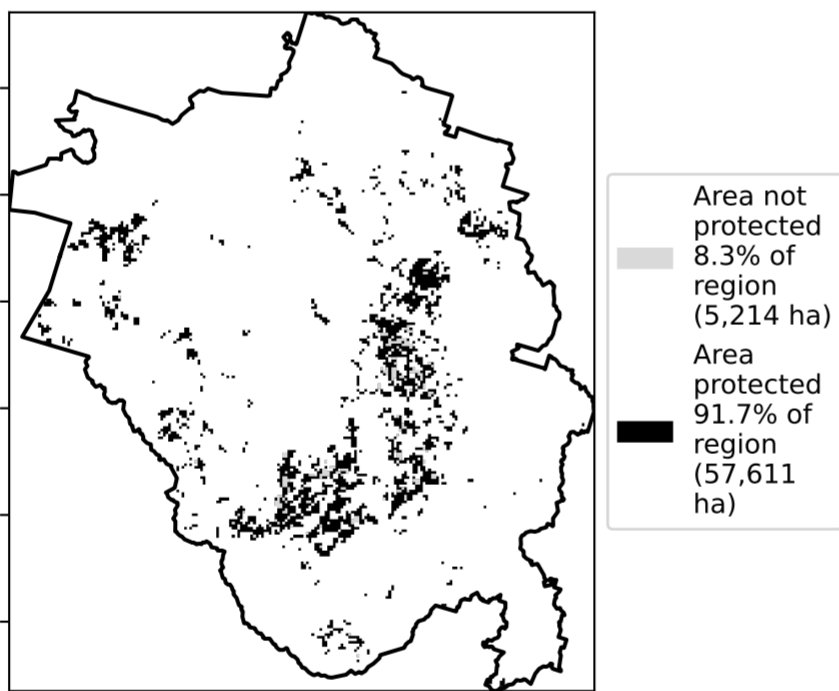 Area not
protected
8.3% of
region
(5,214 ha)
Area
protected
91.7% of
region
(57,611
ha)